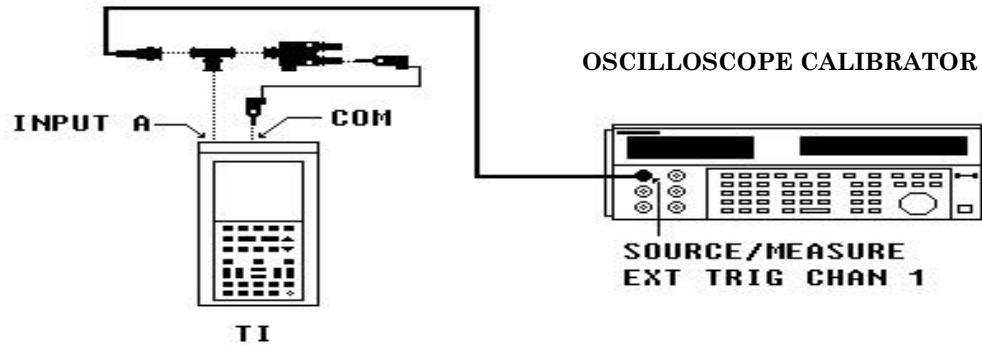 OSCILLOSCOPE CALIBRATOR
INPUT A
COM
SOURCE/MEASURE
EXT TRIG CHAN 1
TI